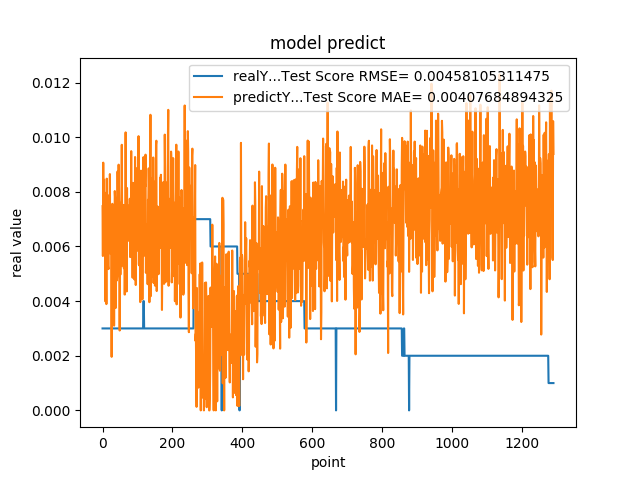 model predict
realY...Test Score RMSE= 0.00458105311475
predictY...Test Score MAE= 0.00407684894325
0.012
0.010
0.008
0.006
0.004
0.002
0.000
real value
0 200 400 600 800 1000 1200
point